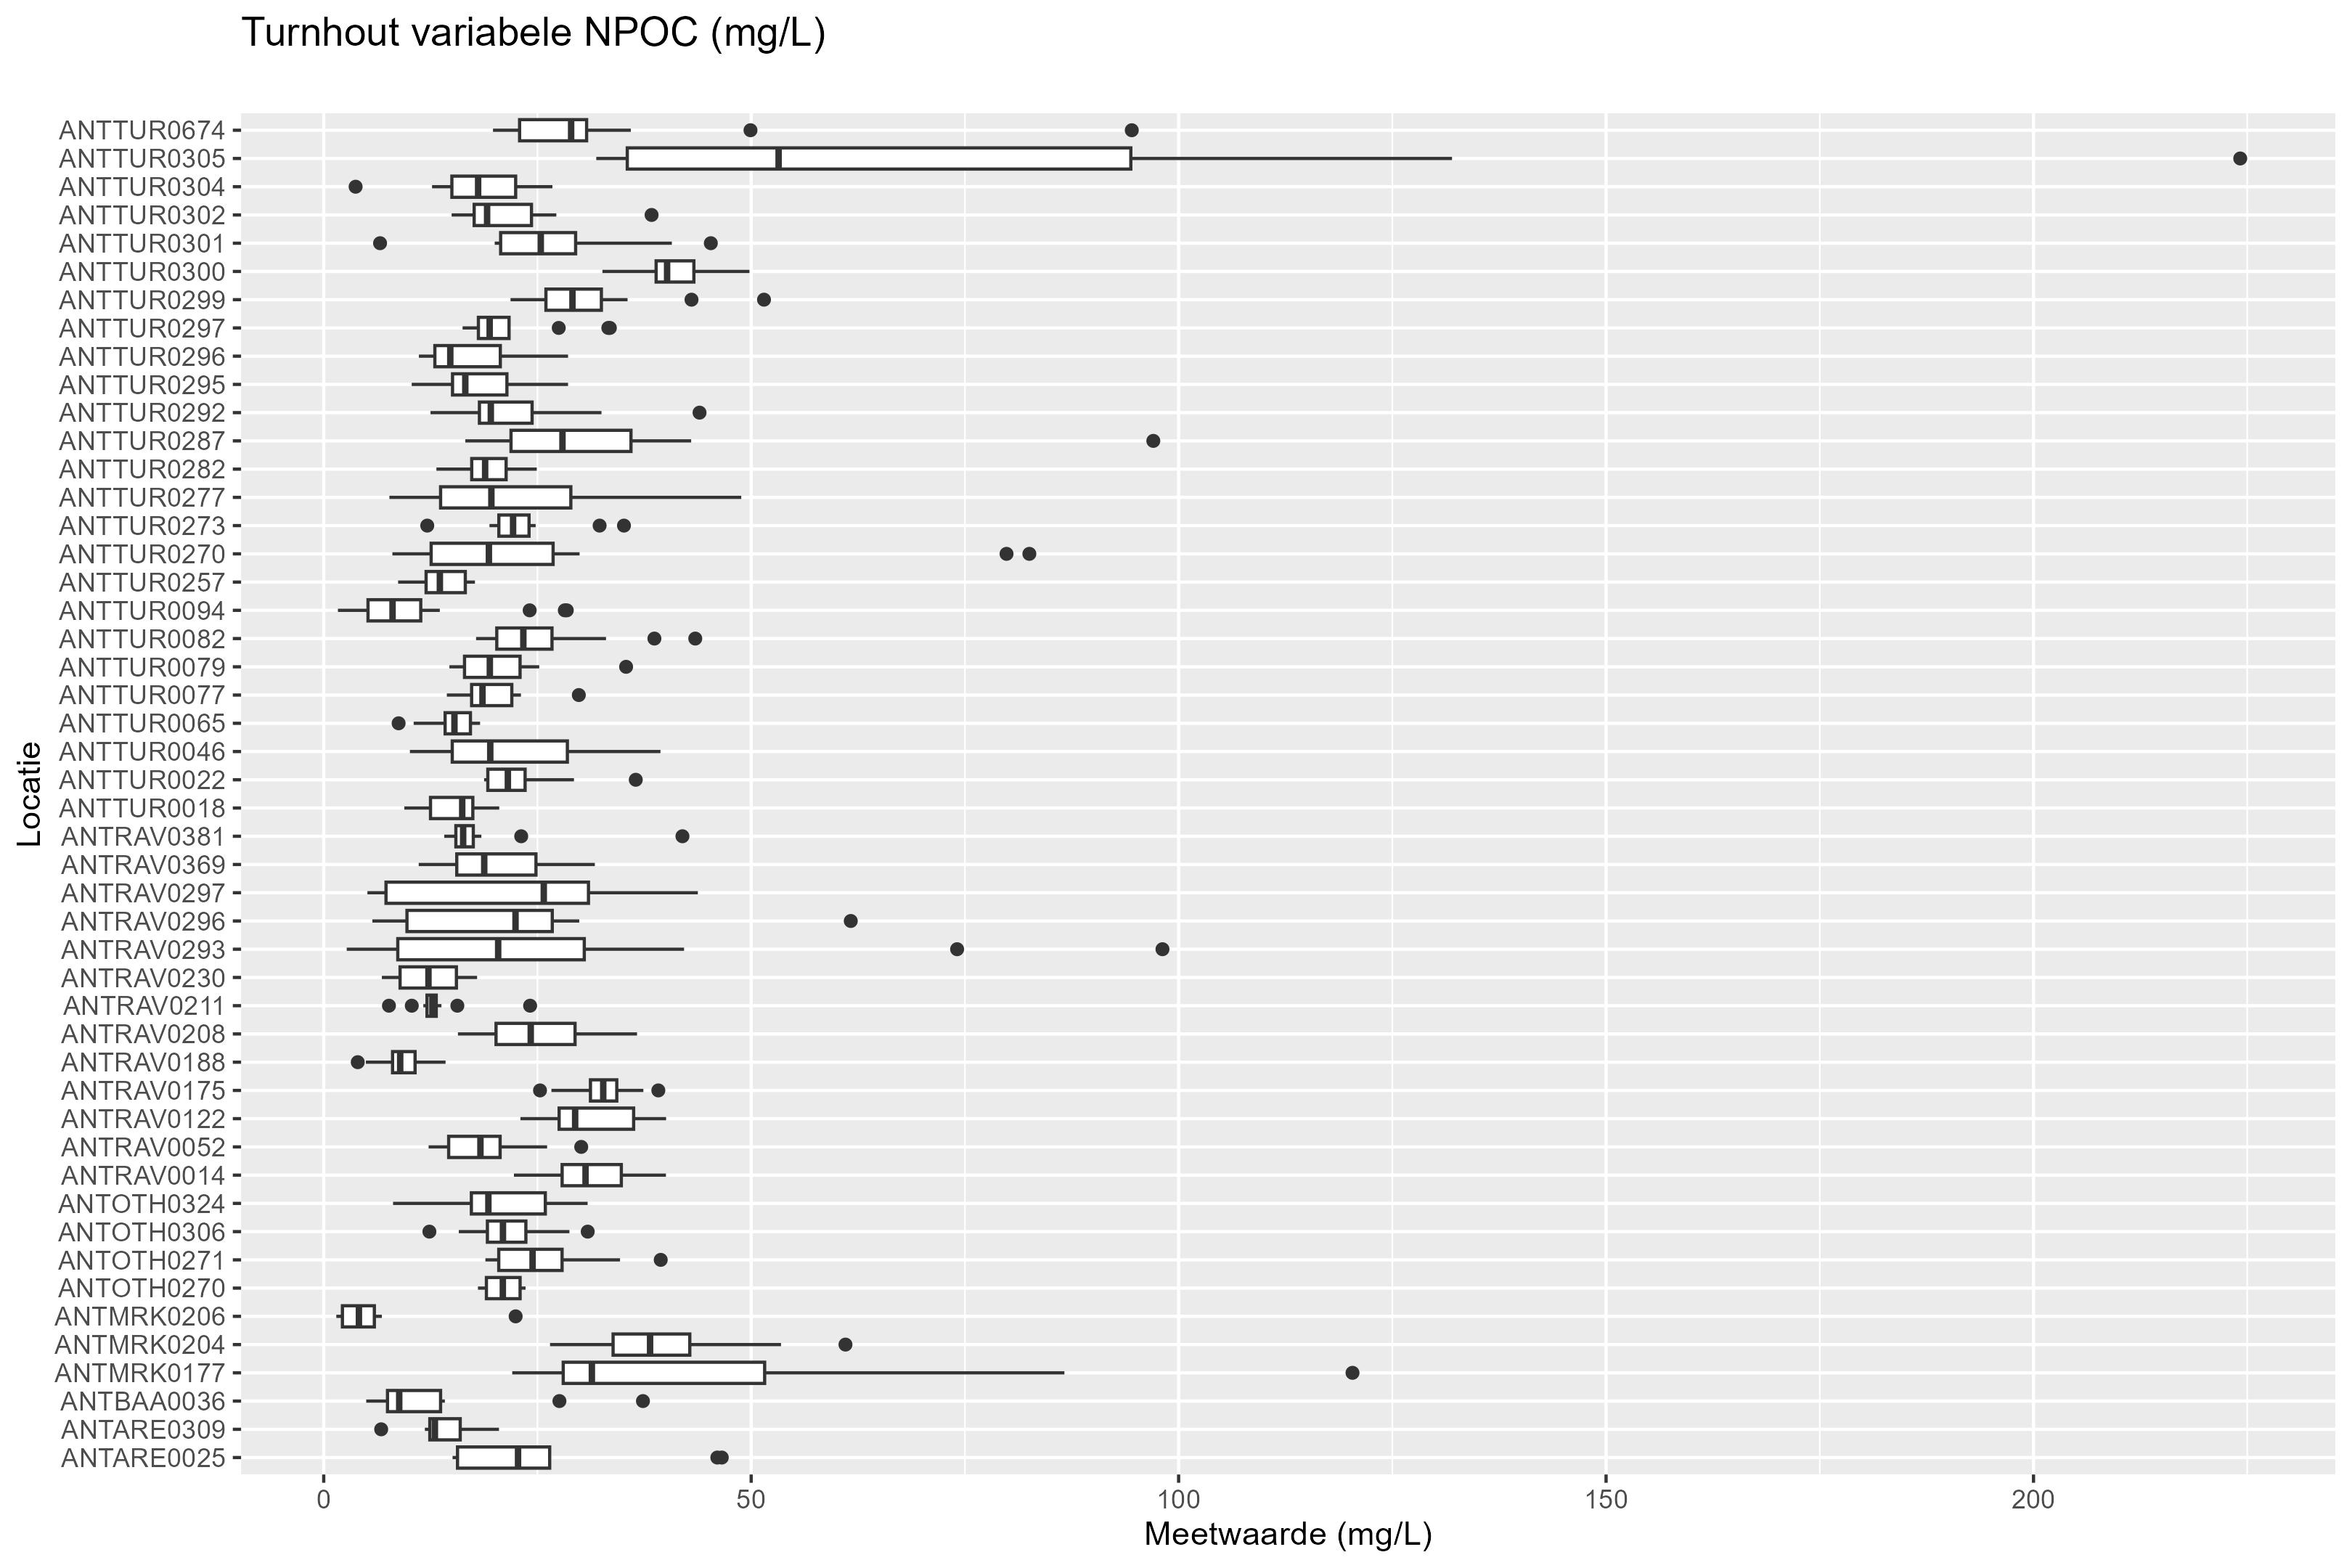 Turnhout variabele NPOC (mg/L)
Locatie
ANTTUR0674
ANTTUR0305
ANTTUR0304
ANTTUR0302
ANTTUR0301
ANTTUR0300
ANTTUR0299
ANTTUR0297
ANTTUR0296
ANTTUR0295
ANTTUR0292
ANTTUR0287
ANTTUR0282
ANTTUR0277
ANTTUR0273
ANTTUR0270
ANTTUR0257
ANTTUR0094
ANTTUR0082
ANTTUR0079
ANTTUR0077
ANTTUR0065
ANTTUR0046
ANTTUR0022
ANTTUR0018
ANTRAV0381
ANTRAV0369
ANTRAV0297
ANTRAV0296
ANTRAV0293
ANTRAV0230
ANTRAV0211
ANTRAV0208
ANTRAV0188
ANTRAV0175
ANTRAV0122
ANTRAV0052
ANTRAV0014
ANTOTH0324
ANTOTH0306
ANTOTH0271
ANTOTH0270
ANTMRK0206
ANTMRK0204
ANTMRK0177
ANTBAA0036
ANTARE0309
ANTARE0025
0 50 100 150 200
Meetwaarde (mg/L)